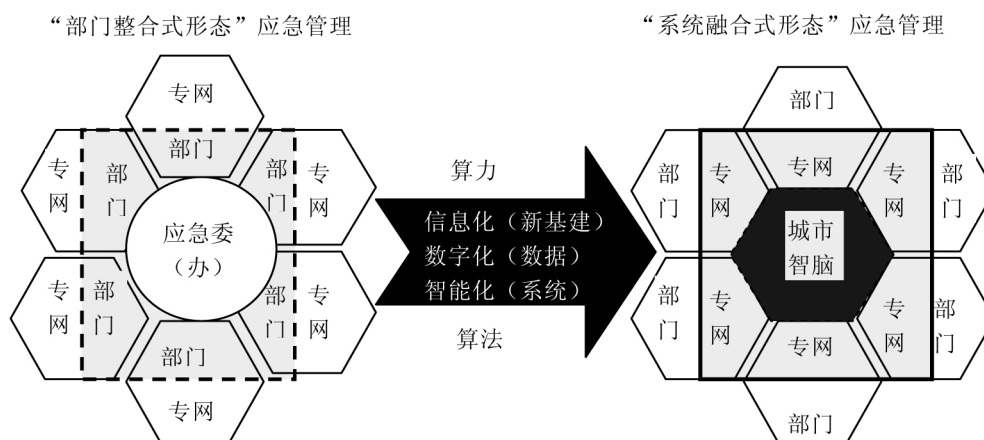 “部门整合式形态”应急管理
“系统融合式形态”应急管理
专网
部门
专网
部门
部门
专网
应急委
（办）
专网
部门
部门
专网
部门
专网
算力
信息化（新基建）
数字化（数据）
智能化（系统）
算法
部门
专网
部门
专网
专网
部门
城市
智脑
部门
专网
专网
部门
专网
部门